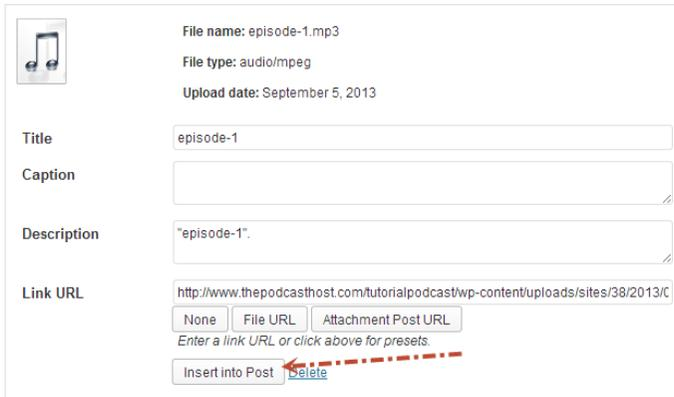 File name: episode-1.mp3
File type: audio/mpeg
Upload date: September 5, 2013
Title episode-1
Caption
Description "episode-1".
Link URL http://www.thepodcasthost.com/tutorialpodcast/wp-content/uploads/sites/38/2013/0
None File URL Attachment Post URL
Enter a link URL or click above for presets.
Insert into Post Delete